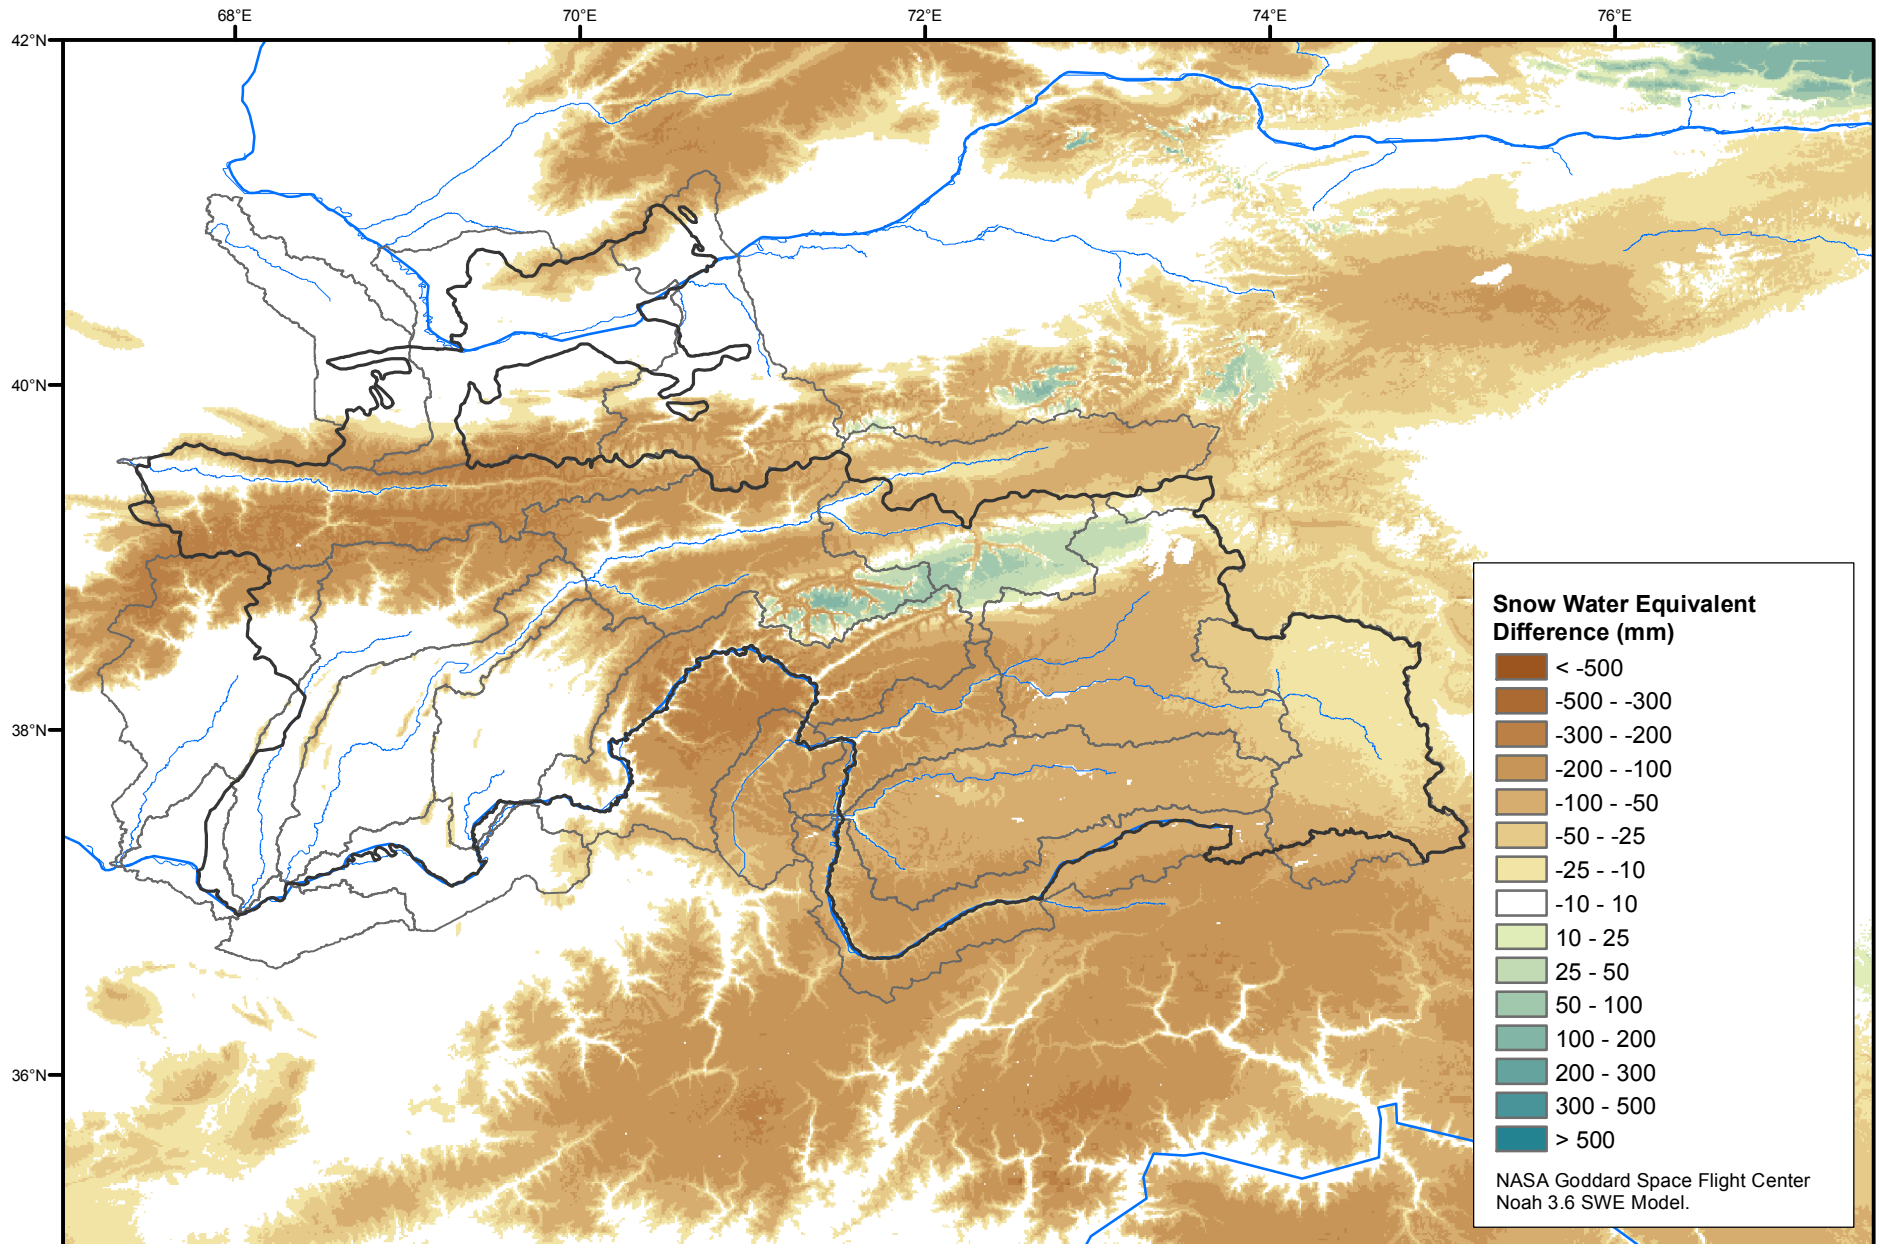 68°E
70°E
72°E
74°E
76°E
42°N
40°N
38°N
36°N
Snow Water Equivalent
Difference (mm)
< -500
-500 - -300
-300 - -200
-200 - -100
-100 - -50
-50 - -25
-25 - -10
-10 - 10
10 - 25
25 - 50
50 - 100
100 - 200
200 - 300
300 - 500
> 500
NASA Goddard Space Flight Center
Noah 3.6 SWE Model.